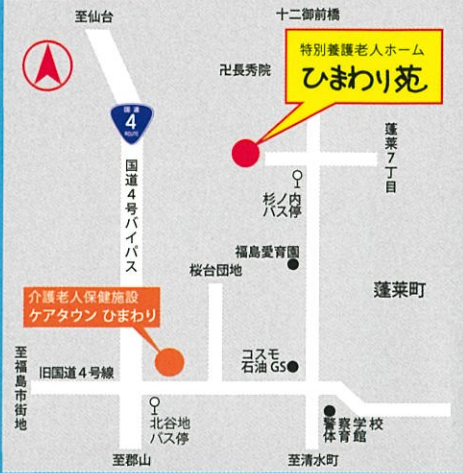 至仙台
十二御前橋
特別養護老人ホーム
ひまわり苑
卍長秀院
国道
4
国道4号バイパス
蓬莱7丁目
杉ノ内
バス停
福島愛育園
桜台団地
蓬莱町
介護老人保健施設
ケアタウン ひまわり
至福島市街地
旧国道4号線
コスモ
石油 GS
北谷地
バス停
警察学校
体育館
至郡山
至清水町